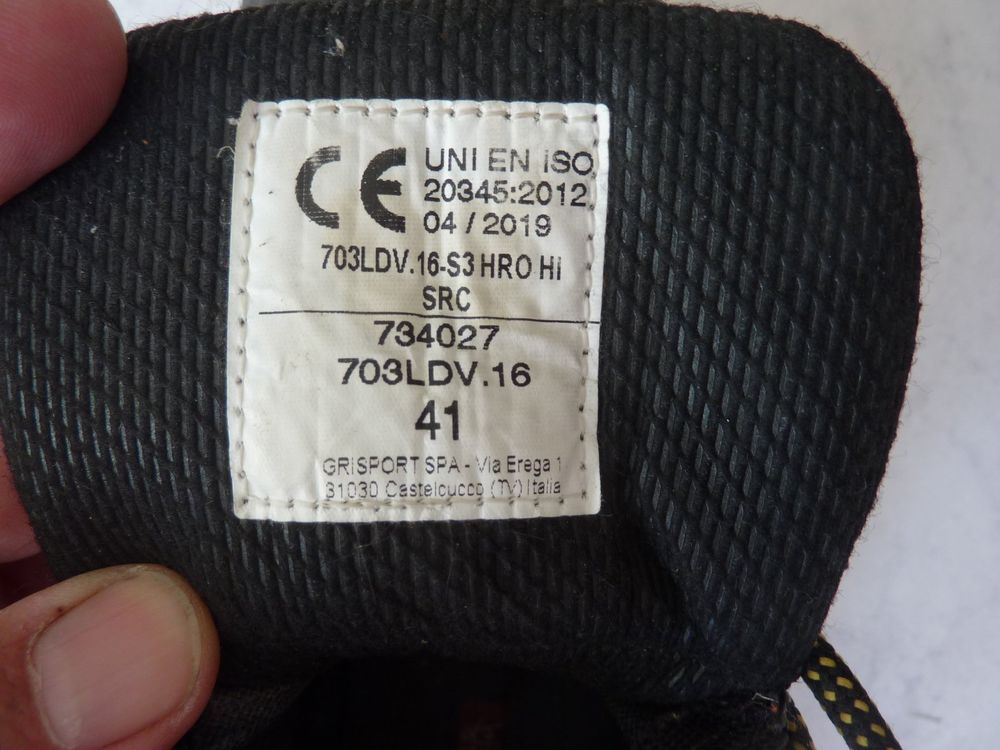 CE UNI EN ISO
20345:2012
04 / 2019
703LDV.16-S3 HRO HI
SRC
734027
703LDV.16
41
GRISPORT SPA - Via Erega 1
31030 Castelcucco (TV) Italia